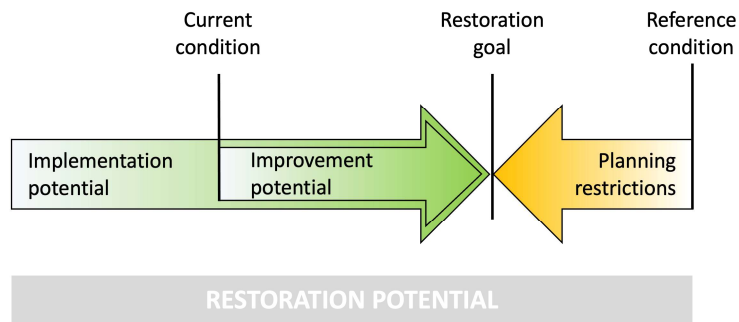 Current
condition
Restoration
goal
Reference
condition
Implementation
potential
Improvement
potential
Planning
restrictions
RESTORATION POTENTIAL